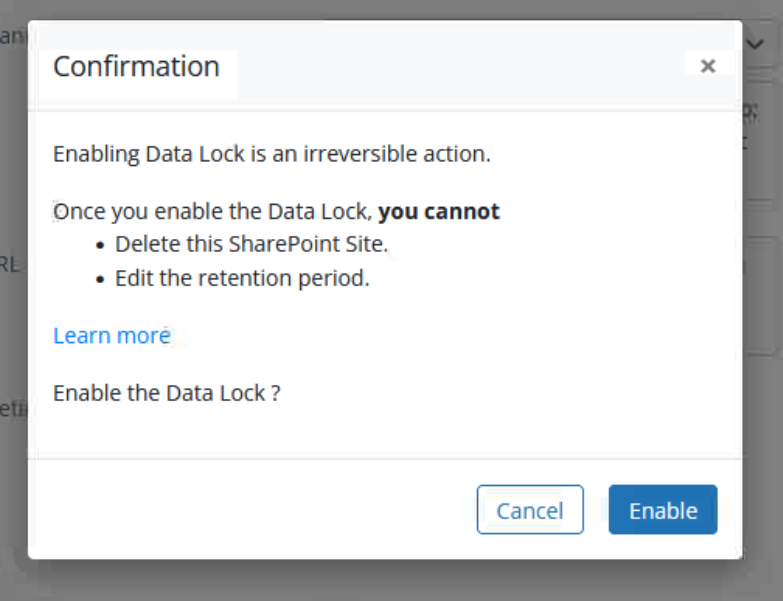 Confirmation
×
Enabling Data Lock is an irreversible action.
Once you enable the Data Lock, you cannot
• Delete this SharePoint Site.
• Edit the retention period.
Learn more
Enable the Data Lock ?
Cancel
Enable